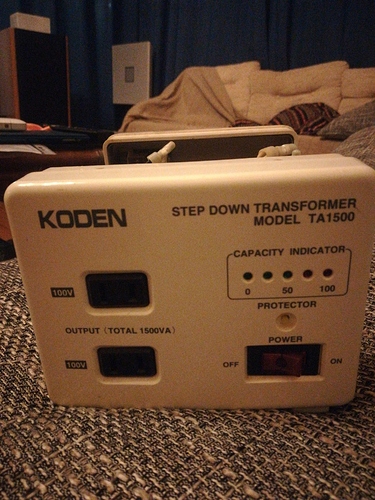 KODEN
STEP DOWN TRANSFORMER
MODEL TA1500
CAPACITY INDICATOR
0 50 100
100V
PROTECTOR
OUTPUT (TOTAL 1500VA)
POWER
100V
OFF ON